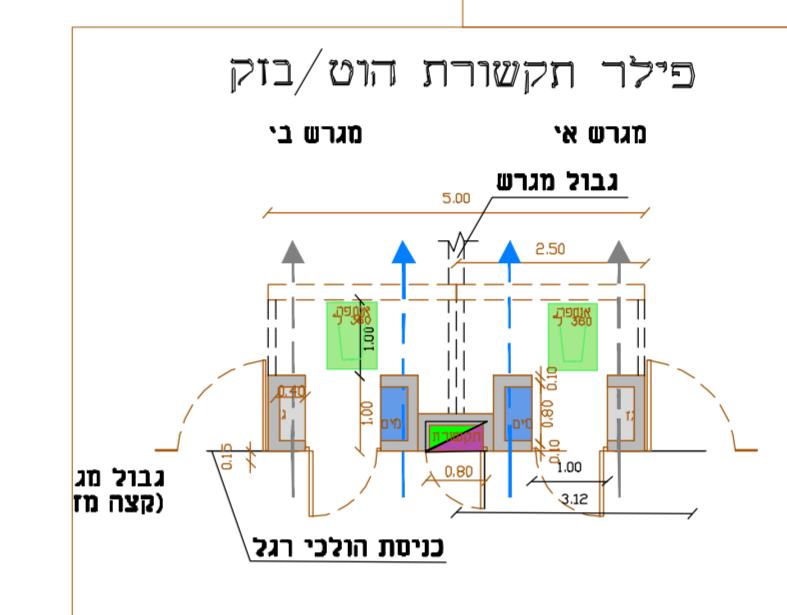 פילר תקשורת הוט/בזק
מגרש א׳
מגרש ב׳
גבול מגרש
5.00
2.50
אשפה
360 ל׳
אשפה
360 ל׳
1.00
0.40
1.00
0.10
0.80
0.10
גז
מים
תקשורת
מים
ג
0.15
0.80
1.00
3.12
גבול מג
(קצה מז
כניסת הולכי רגל